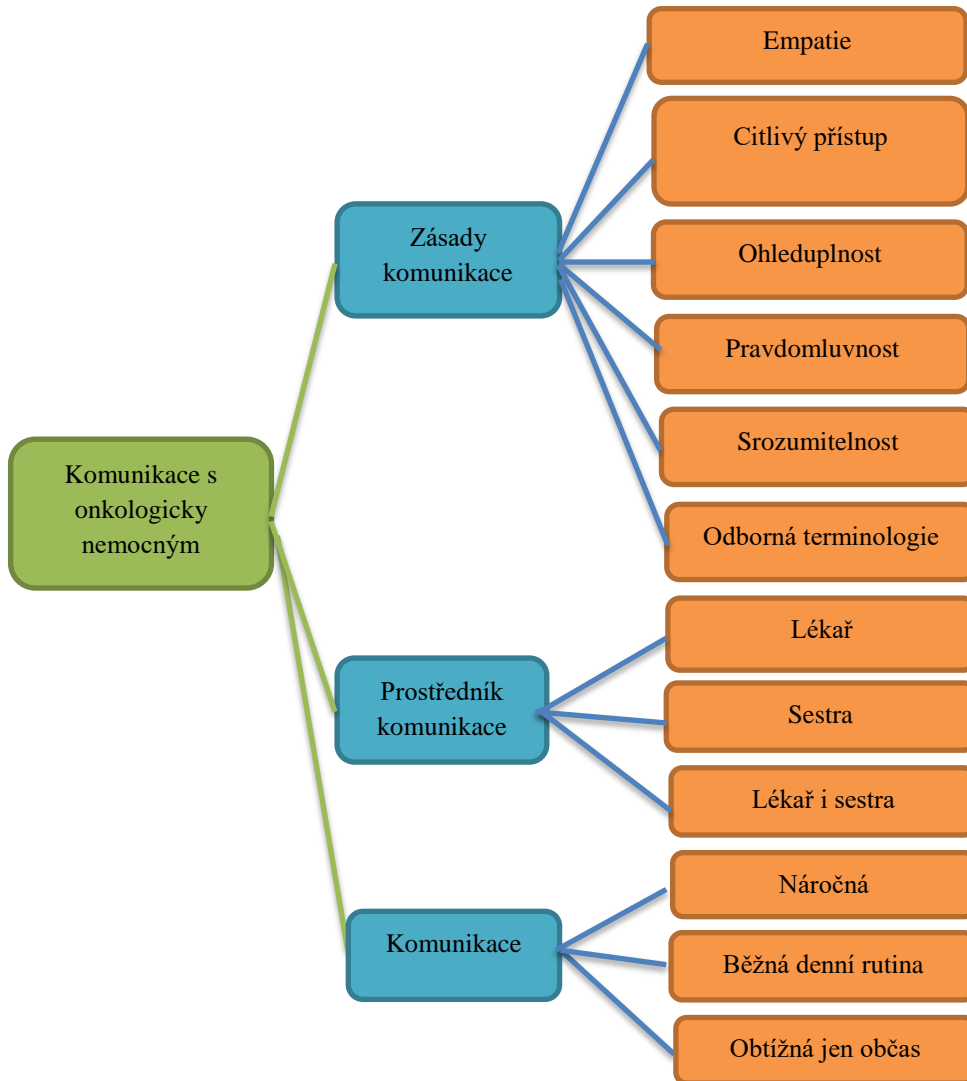 Komunikace s
onkologicky
nemocným
Zásady
komunikace
Empatie
Citlivý přístup
Ohleduplnost
Pravdomluvnost
Srozumitelnost
Odborná terminologie
Prostředník
komunikace
Lékař
Sestra
Lékař i sestra
Komunikace
Náročná
Běžná denní rutina
Obtížná jen občas